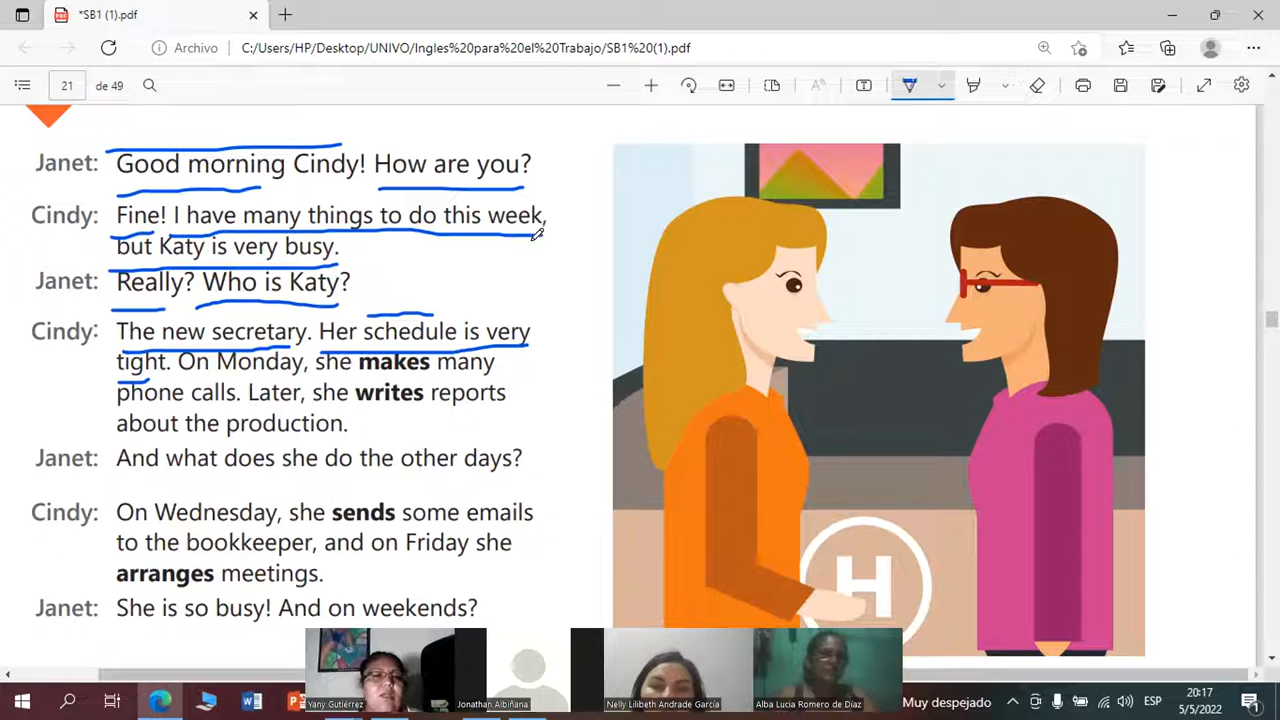 *SB1 (1).pdf
Archivo
C:/Users/HP/Desktop/UNIVO/Ingles%20para%20el%20Trabajo/SB1%20(1).pdf
21
de 49
Janet: Good morning Cindy! How are you?
Cindy: Fine! I have many things to do this week,
but Katy is very busy.
Janet: Really? Who is Katy?
Cindy: The new secretary. Her schedule is very
tight. On Monday, she makes many
phone calls. Later, she writes reports
about the production.
Janet: And what does she do the other days?
Cindy: On Wednesday, she sends some emails
to the bookkeeper, and on Friday she
arranges meetings.
Janet: She is so busy! And on weekends?
H
Yany Gutiérrez
Jonathan Albiñana
Nelly Lilibeth Andrade García
Alba Lucia Romero de Diaz
Muy despejado
ESP
20:17
5/5/2022
1